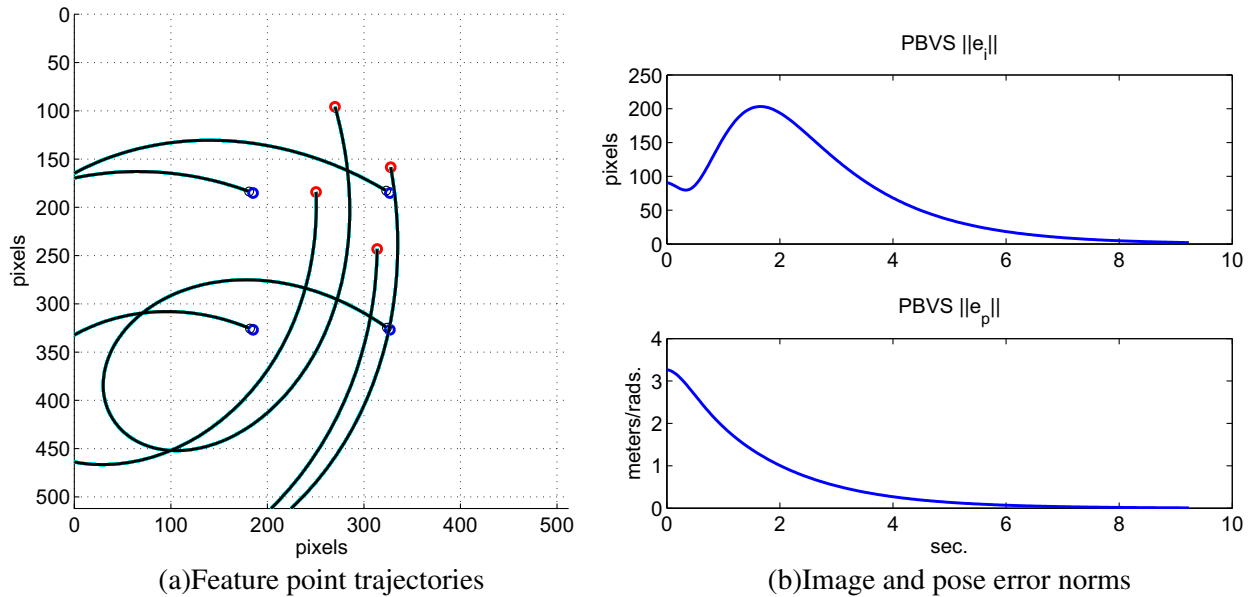 0
50
100
150
200
250
300
350
400
450
500
pixels
0 100 200 300 400 500
pixels
(a)Feature point trajectories
PBVS ||e_i||
250
200
150
100
50
0
pixels
0 2 4 6 8 10
PBVS ||e_p||
4
3
2
1
0
meters/rads.
0 2 4 6 8 10
sec.
(b)Image and pose error norms